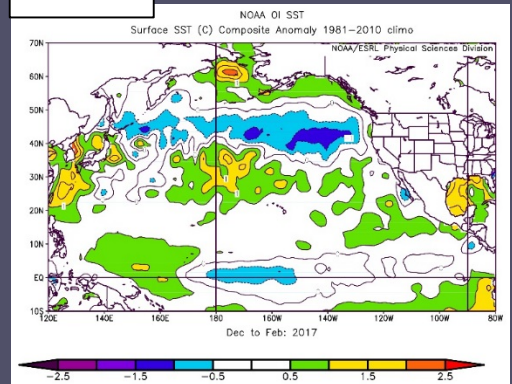 NOAA OI SST
Surface SST (C) Composite Anomaly 1981−2010 climo
NOAA/ESRL Physical Sciences Division
70N
60N
50N
40N
30N
20N
10N
EQ
10S
120E 140E 160E 180 160W 140W 120W 100W 80W
Dec to Feb: 2017
−2.5 −1.5 −0.5 0.5 1.5 2.5